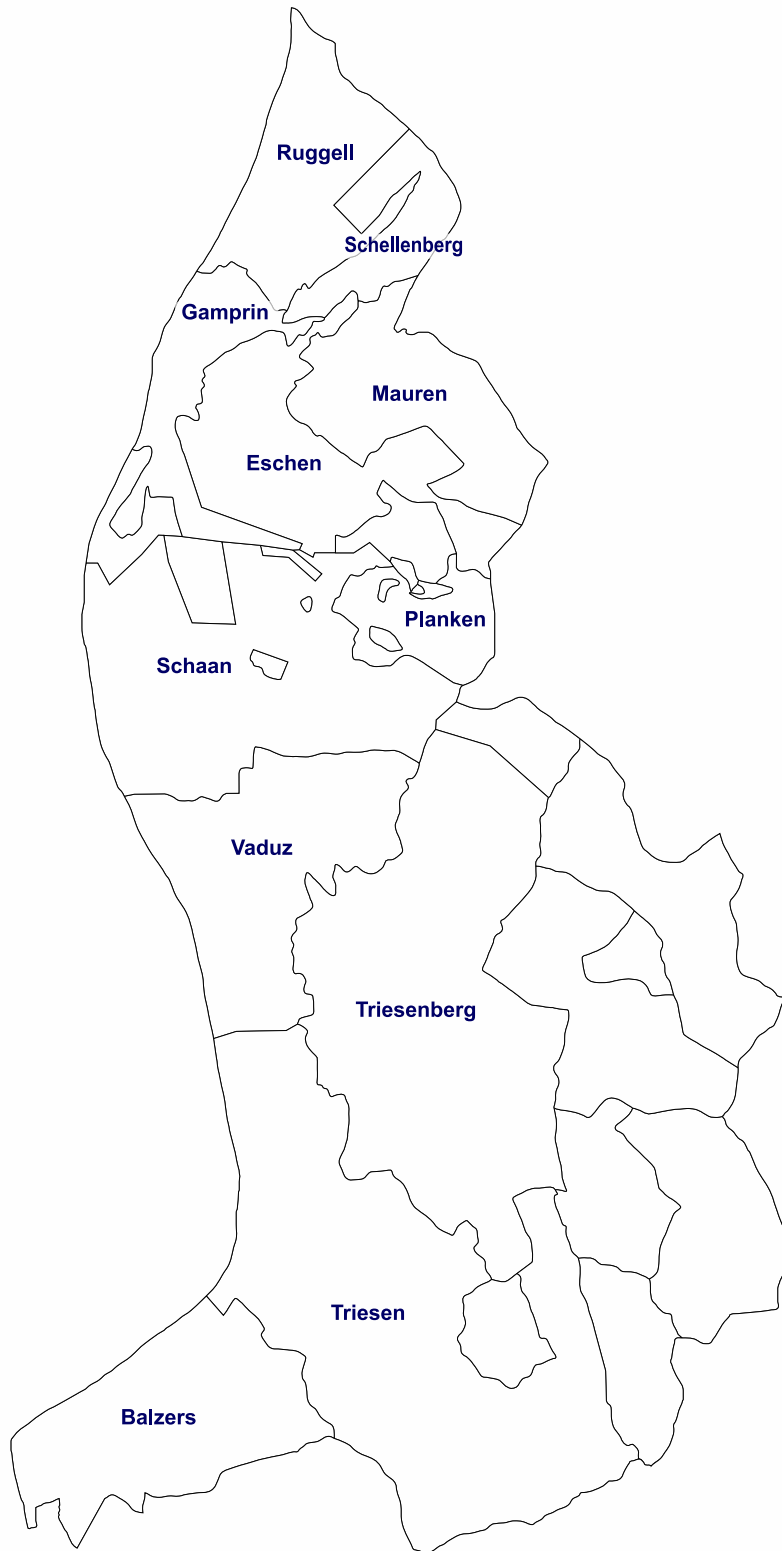 Ruggell
Schellenberg
Gamprin
Mauren
Eschen
Planken
Schaan
Vaduz
Triesenberg
Triesen
Balzers